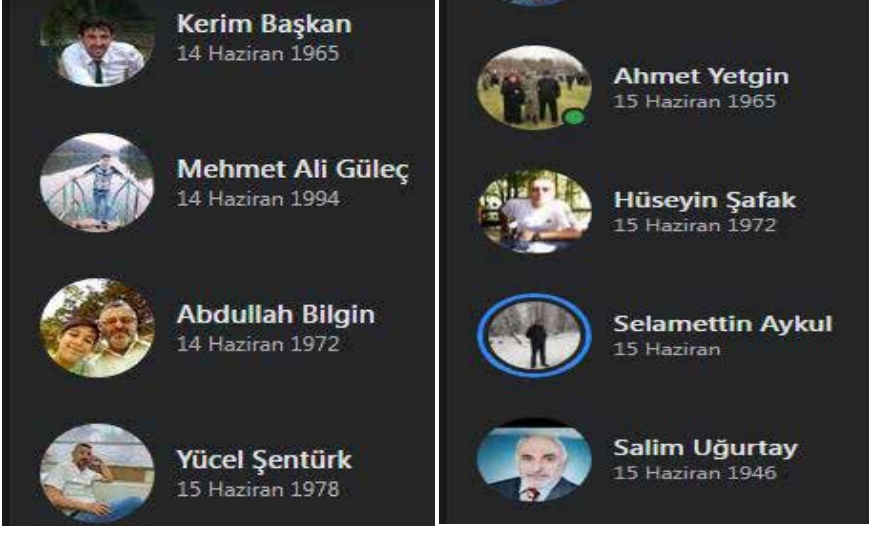 Kerim Başkan
14 Haziran 1965
Mehmet Ali Güleç
14 Haziran 1994
Abdullah Bilgin
14 Haziran 1972
Yücel Şentürk
15 Haziran 1978
Ahmet Yetgin
15 Haziran 1965
Hüseyin Şafak
15 Haziran 1972
Selamettin Aykul
15 Haziran
Salim Uğurtay
15 Haziran 1946